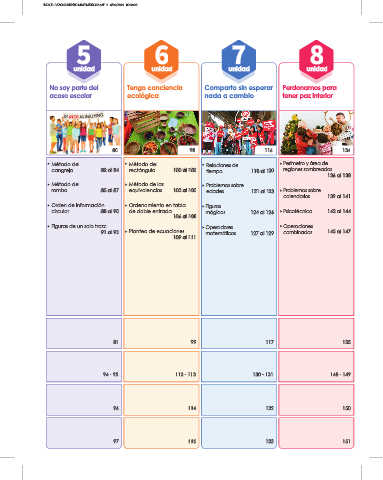 5
unidad
No soy parte del
acoso escolar
80
• Método del
cangrejo 82 al 84
• Método de
rombo 85 al 87
• Orden de información
circular 88 al 90
• Figuras de un solo trazo
91 al 93
81
94 - 95
96
97
6
unidad
Tengo conciencia
ecológica
98
• Método del
rectángulo 100 al 102
• Método de las
equivalencias 103 al 105
• Ordenamiento en tabla
de doble entrada
106 al 108
• Planteo de ecuaciones
109 al 111
99
112 - 113
114
115
7
unidad
Comparto sin esperar
nada a cambio
116
• Relaciones de
tiempo 118 al 120
• Problemas sobre
edades 121 al 123
• Figuras
mágicas 124 al 126
• Operadores
matemáticos 127 al 129
117
130 - 131
132
133
8
unidad
Perdonamos para
tener paz interior
134
• Perímetro y área de
regiones sombreadas
136 al 138
• Problemas sobre
calendarios 139 al 141
• Psicotécnico 142 al 144
• Operaciones
combinadas 145 al 147
135
148 - 149
150
151